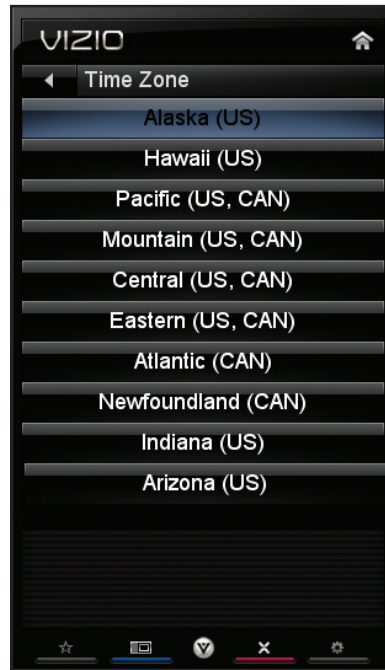 VIZIO
Time Zone
Alaska (US)
Hawaii (US)
Pacific (US, CAN)
Mountain (US, CAN)
Central (US, CAN)
Eastern (US, CAN)
Atlantic (CAN)
Newfoundland (CAN)
Indiana (US)
Arizona (US)
V